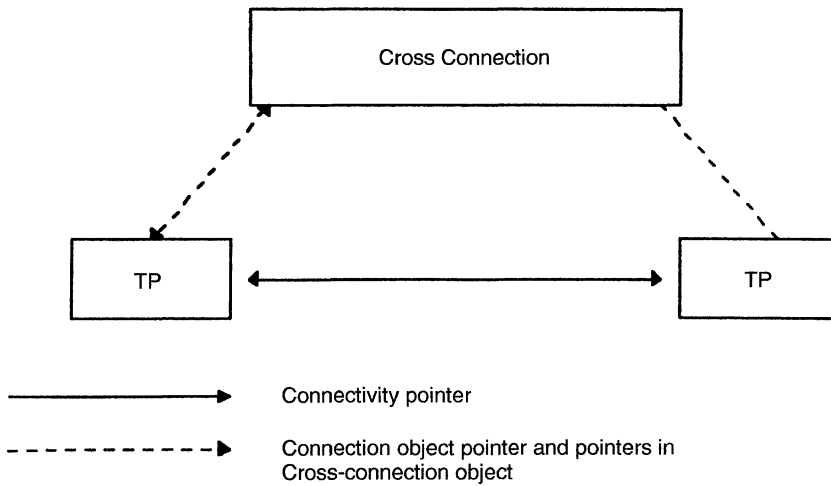 Cross Connection
TP
TP
Connectivity pointer
Connection object pointer and pointers in
Cross-connection object